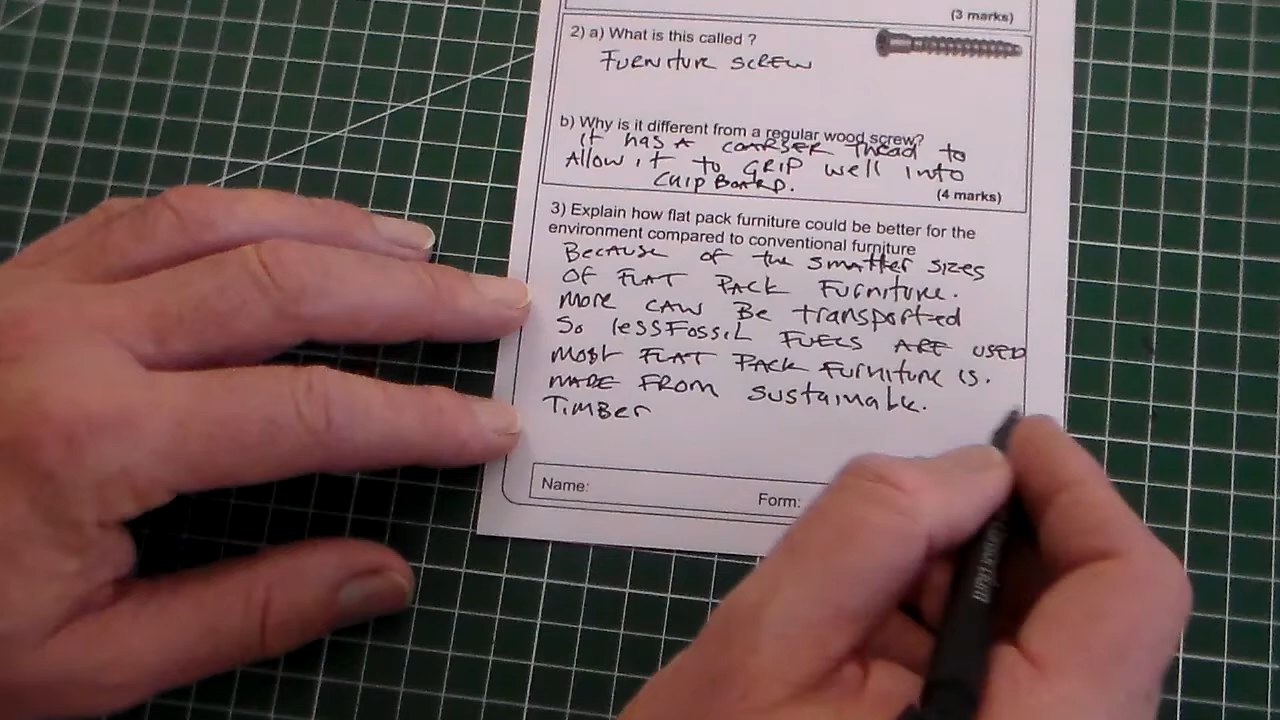 (3 marks)
2) a) What is this called ?
FURNITURE SCREW
b) Why is it different from a regular wood screw?
It has A COARSER thread to
Allow it to GRIP well into
CHIP BOARD.
(4 marks)
3) Explain how flat pack furniture could be better for the
environment compared to conventional furniture
BECAUSE OF the smaller SIZES
OF FLAT PACK FURNITURE.
more CAN BE transported
So less FOSSIL FUELS ARE USED
MOST FLAT PACK FURNITURE IS.
MADE FROM SUSTAINABLE.
TIMBER
Name:
Form: